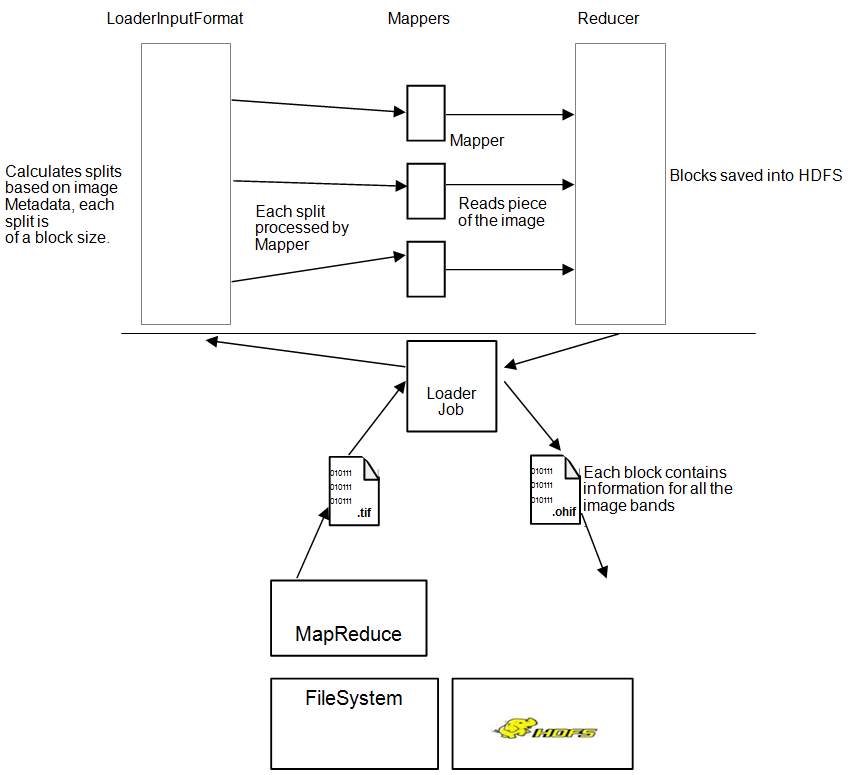 LoaderInputFormat
Mappers
Reducer
Mapper
Calculates splits
based on image
Metadata, each
split is
of a block size.
Each split
processed by
Mapper
Reads piece
of the image
Blocks saved into HDFS
Loader
Job
010111
010111
010111
.tif
010111
010111
010111
.ohif
Each block contains
information for all the
image bands
.
MapReduce
FileSystem
HDFS